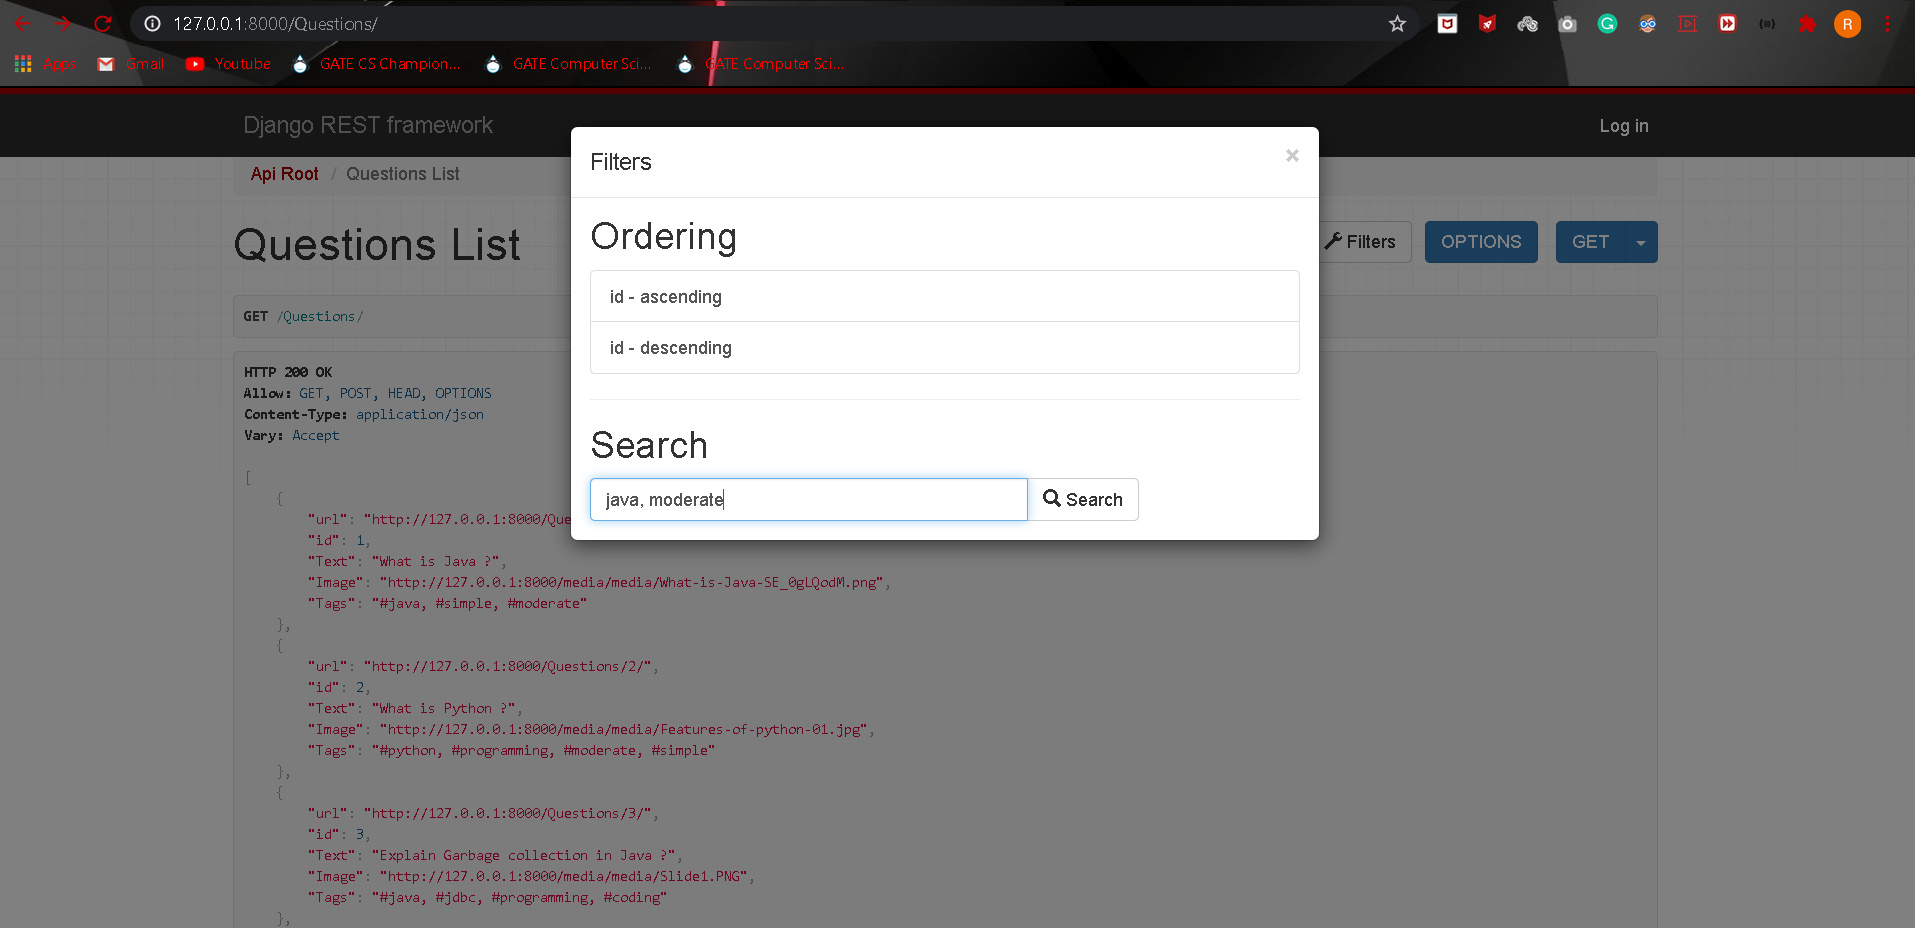 127.0.0.1:8000/Questions/
R
Apps Gmail Youtube GATE CS Champion... GATE Computer Sci... GATE Computer Sci...
Django REST framework
Log in
Api Root / Questions List
Questions List
Filters OPTIONS GET
Filters ×
Ordering
id - ascending
id - descending
Search
java, moderate
Search
GET /Questions/
HTTP 200 OK
Allow: GET, POST, HEAD, OPTIONS
Content-Type: application/json
Vary: Accept
[
{
"url": "http://127.0.0.1:8000/Que
"id": 1,
"Text": "What is Java ?",
"Image": "http://127.0.0.1:8000/media/media/What-is-Java-SE_0gLQodM.png",
"Tags": "#java, #simple, #moderate"
},
{
"url": "http://127.0.0.1:8000/Questions/2/",
"id": 2,
"Text": "What is Python ?",
"Image": "http://127.0.0.1:8000/media/media/Features-of-python-01.jpg",
"Tags": "#python, #programming, #moderate, #simple"
},
{
"url": "http://127.0.0.1:8000/Questions/3/",
"id": 3,
"Text": "Explain Garbage collection in Java ?",
"Image": "http://127.0.0.1:8000/media/media/Slide1.PNG",
"Tags": "#java, #jdbc, #programming, #coding"
},